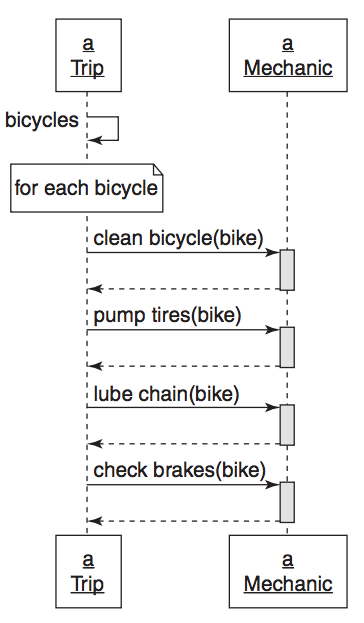 a
Trip
a
Mechanic
bicycles
for each bicycle
clean bicycle(bike)
pump tires(bike)
lube chain(bike)
check brakes(bike)
a
Trip
a
Mechanic